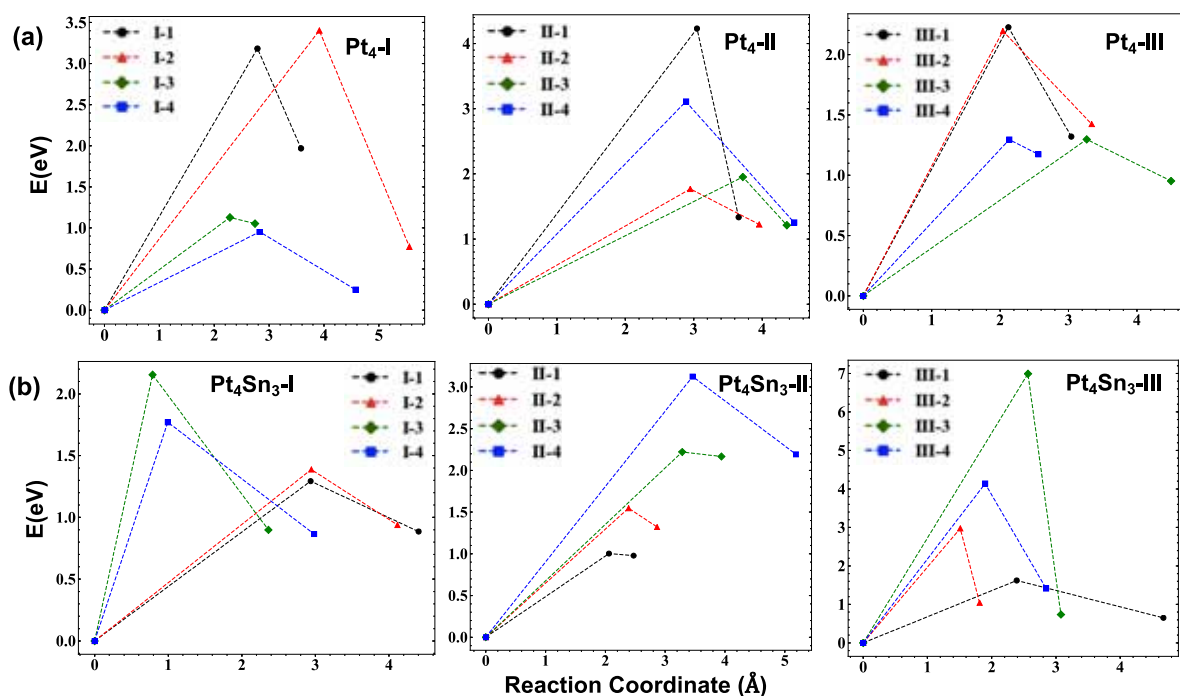 (a)
E(eV)
3.5
3.0
2.5
2.0
1.5
1.0
0.5
0.0
0 1 2 3 4 5
I-1
I-2
I-3
I-4
Pt₄-I
4
3
2
1
0
0 1 2 3 4
II-1
II-2
II-3
II-4
Pt₄-II
2.0
1.5
1.0
0.5
0.0
0 1 2 3 4
III-1
III-2
III-3
III-4
Pt₄-III
(b)
E(eV)
2.0
1.5
1.0
0.5
0.0
0 1 2 3 4
Pt₄Sn₃-I
I-1
I-2
I-3
I-4
3.0
2.5
2.0
1.5
1.0
0.5
0.0
0 1 2 3 4 5
II-1
II-2
II-3
II-4
Pt₄Sn₃-II
7
6
5
4
3
2
1
0
0 1 2 3 4
III-1
III-2
III-3
III-4
Pt₄Sn₃-III
Reaction Coordinate (Å)